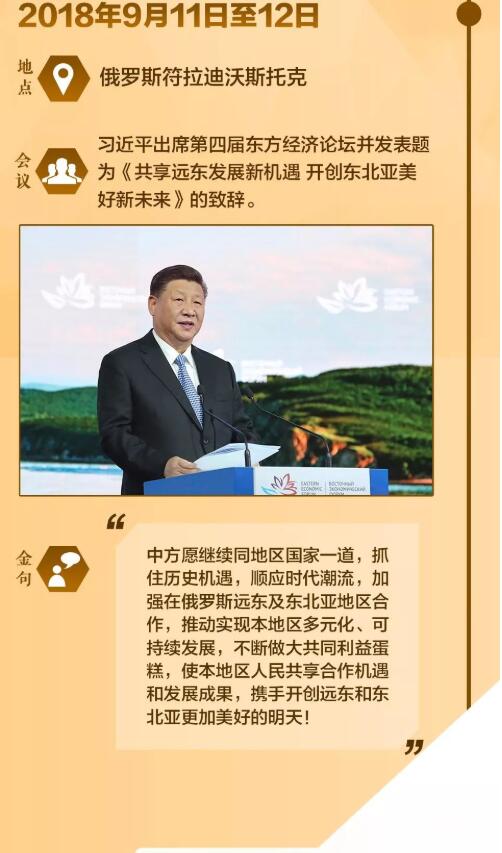 2018年9月11日至12日
地点
俄罗斯符拉迪沃斯托克
会议
习近平出席第四届东方经济论坛并发表题
为《共享远东发展新机遇 开创东北亚美
好新未来》的致辞。
EASTERN
ECONOMIC
FORUM
ВОСТОЧНЫЙ
ЭКОНОМИЧЕСКИЙ
ФОРУМ
“
金句
中方愿继续同地区国家一道，抓
住历史机遇，顺应时代潮流，加
强在俄罗斯远东及东北亚地区合
作，推动实现本地区多元化、可
持续发展，不断做大共同利益蛋
糕，使本地区人民共享合作机遇
和发展成果，携手开创远东和东
北亚更加美好的明天！
”